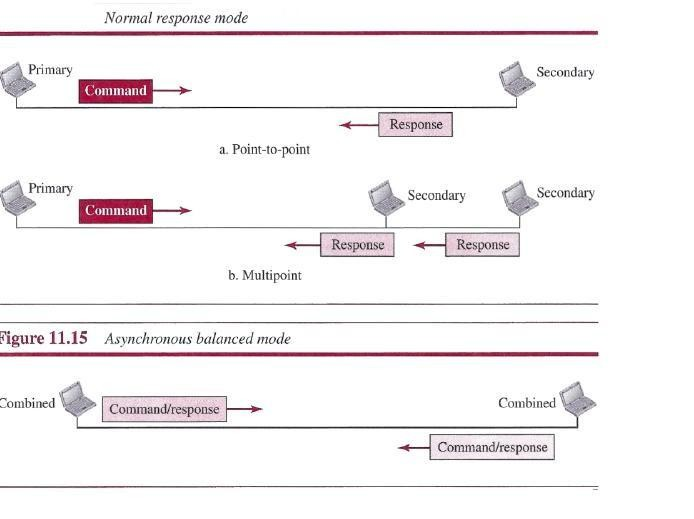 Normal response mode
Primary
Secondary
Command
Response
a. Point-to-point
Primary
Secondary
Secondary
Command
Response
Response
b. Multipoint
Figure 11.15 Asynchronous balanced mode
Combined
Combined
Command/response
Command/response